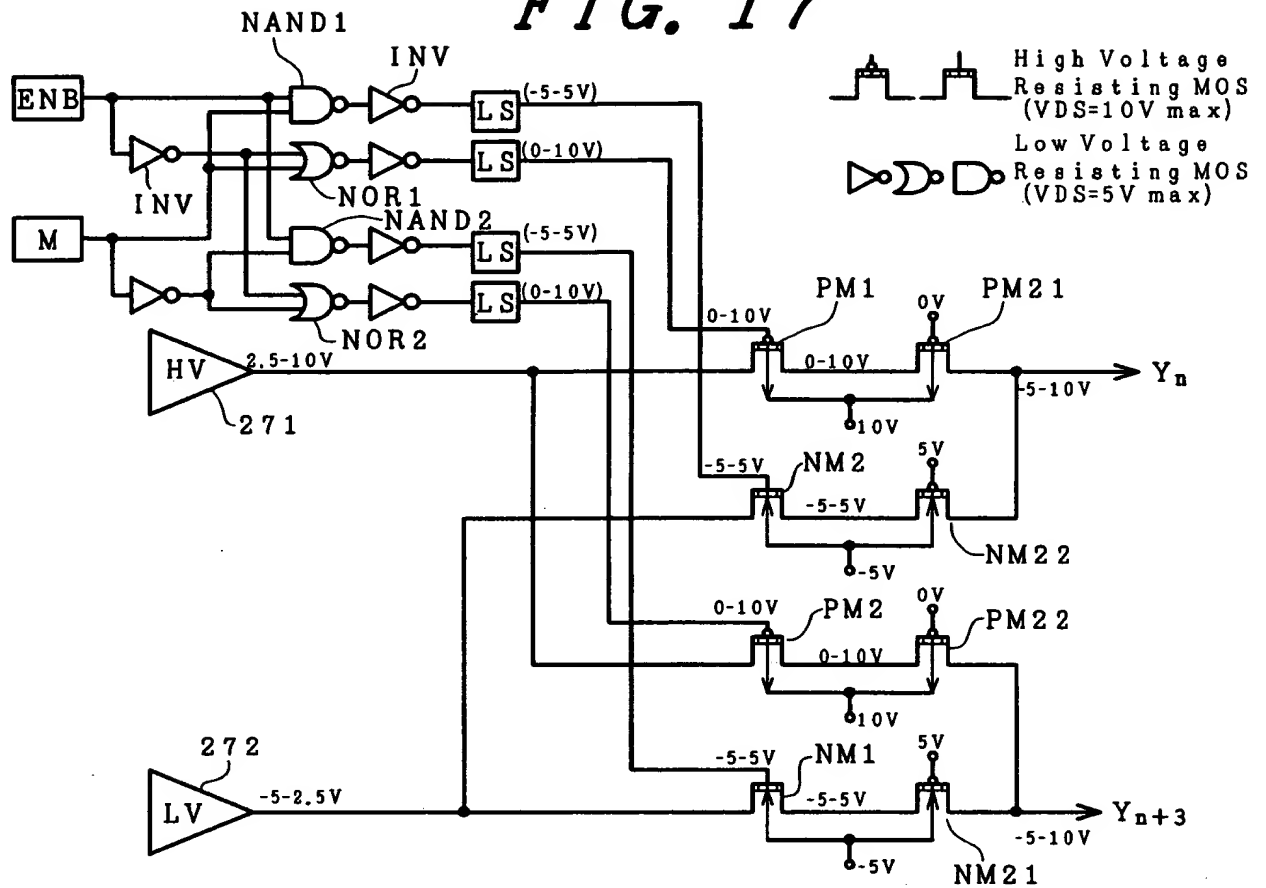 FIG. 17
NAND1
INV
ENB
LS
(-5-5V)
LS
(0-10V)
INV
NOR1
NAND2
M
LS
(-5-5V)
LS
(0-10V)
NOR2
High Voltage
Resisting MOS
(VDS=10V max)
Low Voltage
Resisting MOS
(VDS=5V max)
HV
2.5-10V
271
PM1
PM21
0V
0-10V
0-10V
10V
Yn
-5-10V
NM2
5V
-5-5V
-5-5V
-5V
NM22
PM2
0V
PM22
0-10V
0-10V
10V
272
LV
-5-2.5V
NM1
5V
-5-5V
-5-5V
-5V
NM21
Yn+3
-5-10V